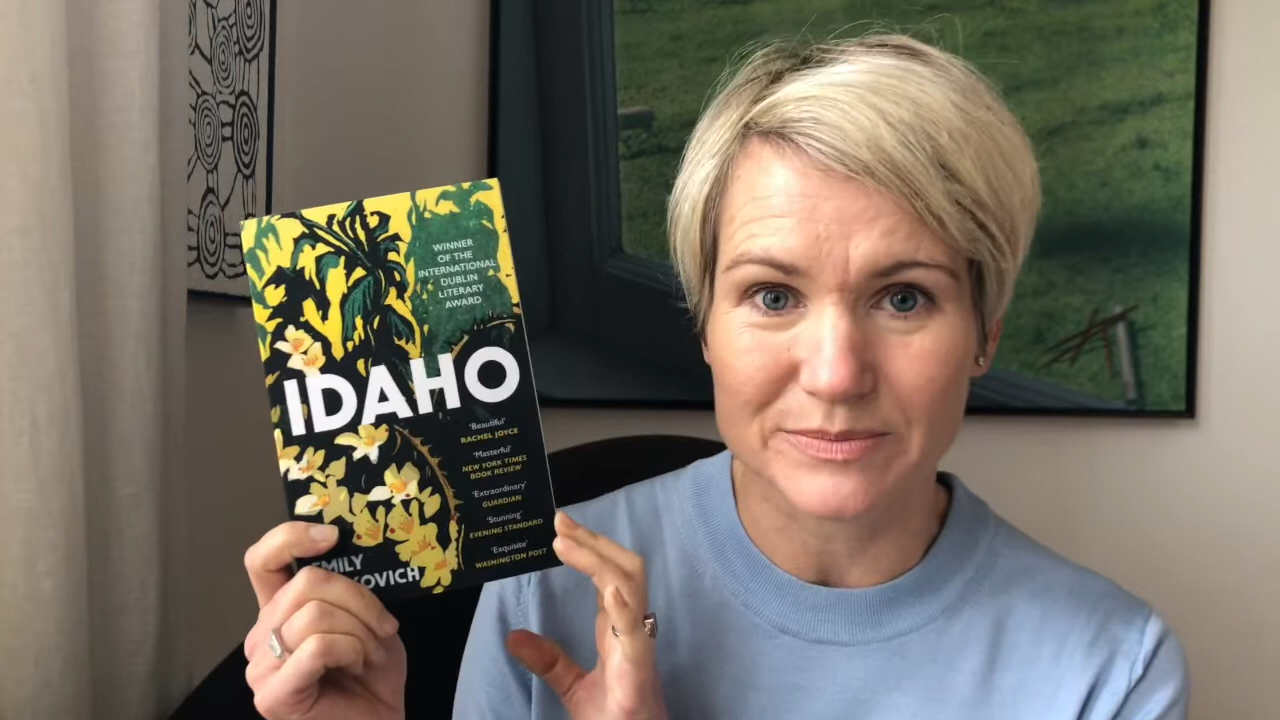 WINNER
OF THE
INTERNATIONAL
DUBLIN
LITERARY
AWARD
IDAHO
'Beautiful'
RACHEL JOYCE
'Masterful'
NEW YORK TIMES
BOOK REVIEW
'Extraordinary'
GUARDIAN
'Stunning'
EVENING STANDARD
'Exquisite'
WASHINGTON POST
EMILY